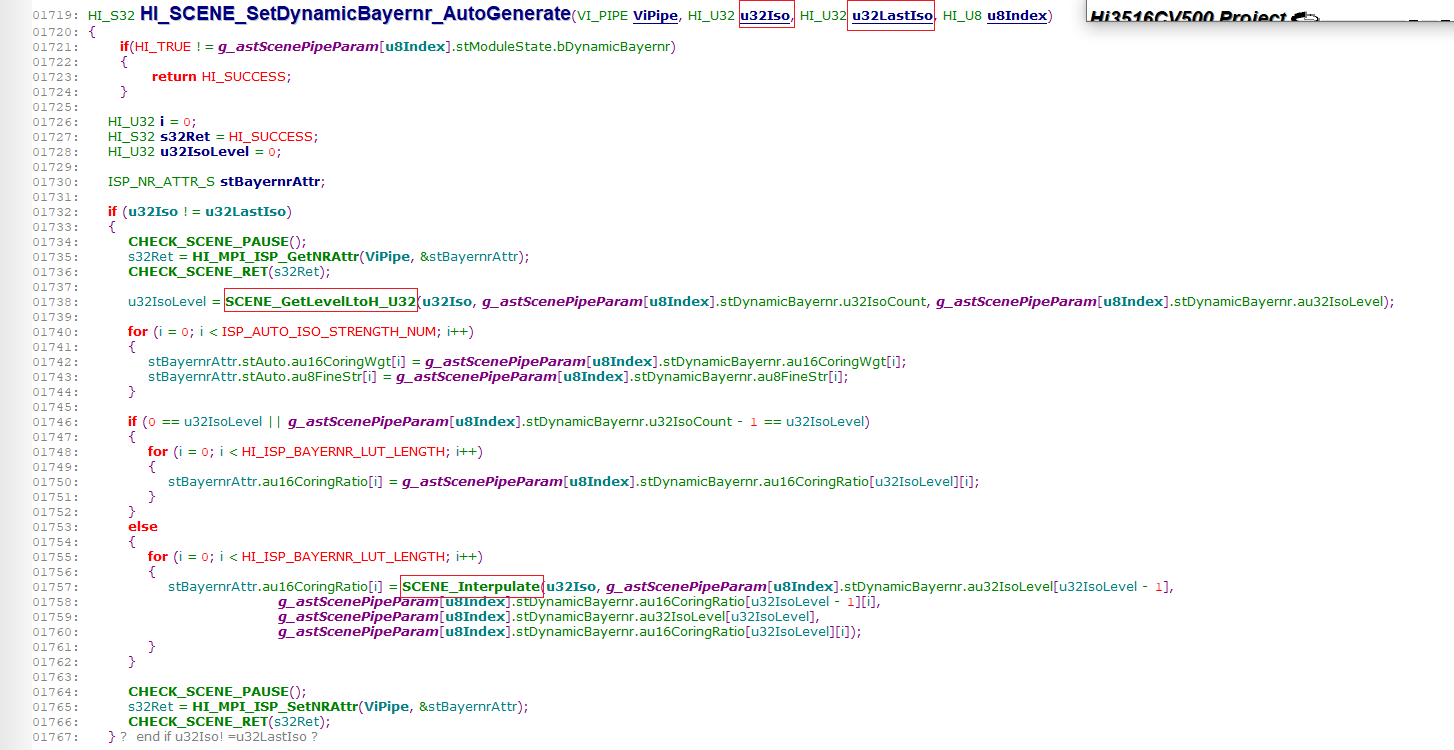 Hi3516CV500 Project
01719: HI_S32 HI_SCENE_SetDynamicBayernr_AutoGenerate(VI_PIPE ViPipe, HI_U32 u32Iso, HI_U32 u32LastIso, HI_U8 u8Index)
01720: {
01721: if(HI_TRUE != g_astScenePipeParam[u8Index].stModuleState.bDynamicBayernr)
01722: {
01723: return HI_SUCCESS;
01724: }
01725:
01726: HI_U32 i = 0;
01727: HI_S32 s32Ret = HI_SUCCESS;
01728: HI_U32 u32IsoLevel = 0;
01729:
01730: ISP_NR_ATTR_S stBayernrAttr;
01731:
01732: if (u32Iso != u32LastIso)
01733: {
01734: CHECK_SCENE_PAUSE();
01735: s32Ret = HI_MPI_ISP_GetNRAttr(ViPipe, &stBayernrAttr);
01736: CHECK_SCENE_RET(s32Ret);
01737:
01738: u32IsoLevel = SCENE_GetLevelLtoH_U32(u32Iso, g_astScenePipeParam[u8Index].stDynamicBayernr.u32IsoCount, g_astScenePipeParam[u8Index].stDynamicBayernr.au32IsoLevel);
01739:
01740: for (i = 0; i < ISP_AUTO_ISO_STRENGTH_NUM; i++)
01741: {
01742: stBayernrAttr.stAuto.au16CoringWgt[i] = g_astScenePipeParam[u8Index].stDynamicBayernr.au16CoringWgt[i];
01743: stBayernrAttr.stAuto.au8FineStr[i] = g_astScenePipeParam[u8Index].stDynamicBayernr.au8FineStr[i];
01744: }
01745:
01746: if (0 == u32IsoLevel || g_astScenePipeParam[u8Index].stDynamicBayernr.u32IsoCount - 1 == u32IsoLevel)
01747: {
01748: for (i = 0; i < HI_ISP_BAYERNR_LUT_LENGTH; i++)
01749: {
01750: stBayernrAttr.au16CoringRatio[i] = g_astScenePipeParam[u8Index].stDynamicBayernr.au16CoringRatio[u32IsoLevel][i];
01751: }
01752: }
01753: else
01754: {
01755: for (i = 0; i < HI_ISP_BAYERNR_LUT_LENGTH; i++)
01756: {
01757: stBayernrAttr.au16CoringRatio[i] = SCENE_Interpulate(u32Iso, g_astScenePipeParam[u8Index].stDynamicBayernr.au32IsoLevel[u32IsoLevel - 1],
01758: g_astScenePipeParam[u8Index].stDynamicBayernr.au16CoringRatio[u32IsoLevel - 1][i],
01759: g_astScenePipeParam[u8Index].stDynamicBayernr.au32IsoLevel[u32IsoLevel],
01760: g_astScenePipeParam[u8Index].stDynamicBayernr.au16CoringRatio[u32IsoLevel][i]);
01761: }
01762: }
01763:
01764: CHECK_SCENE_PAUSE();
01765: s32Ret = HI_MPI_ISP_SetNRAttr(ViPipe, &stBayernrAttr);
01766: CHECK_SCENE_RET(s32Ret);
01767: } ? end if u32Iso!=u32LastIso ?